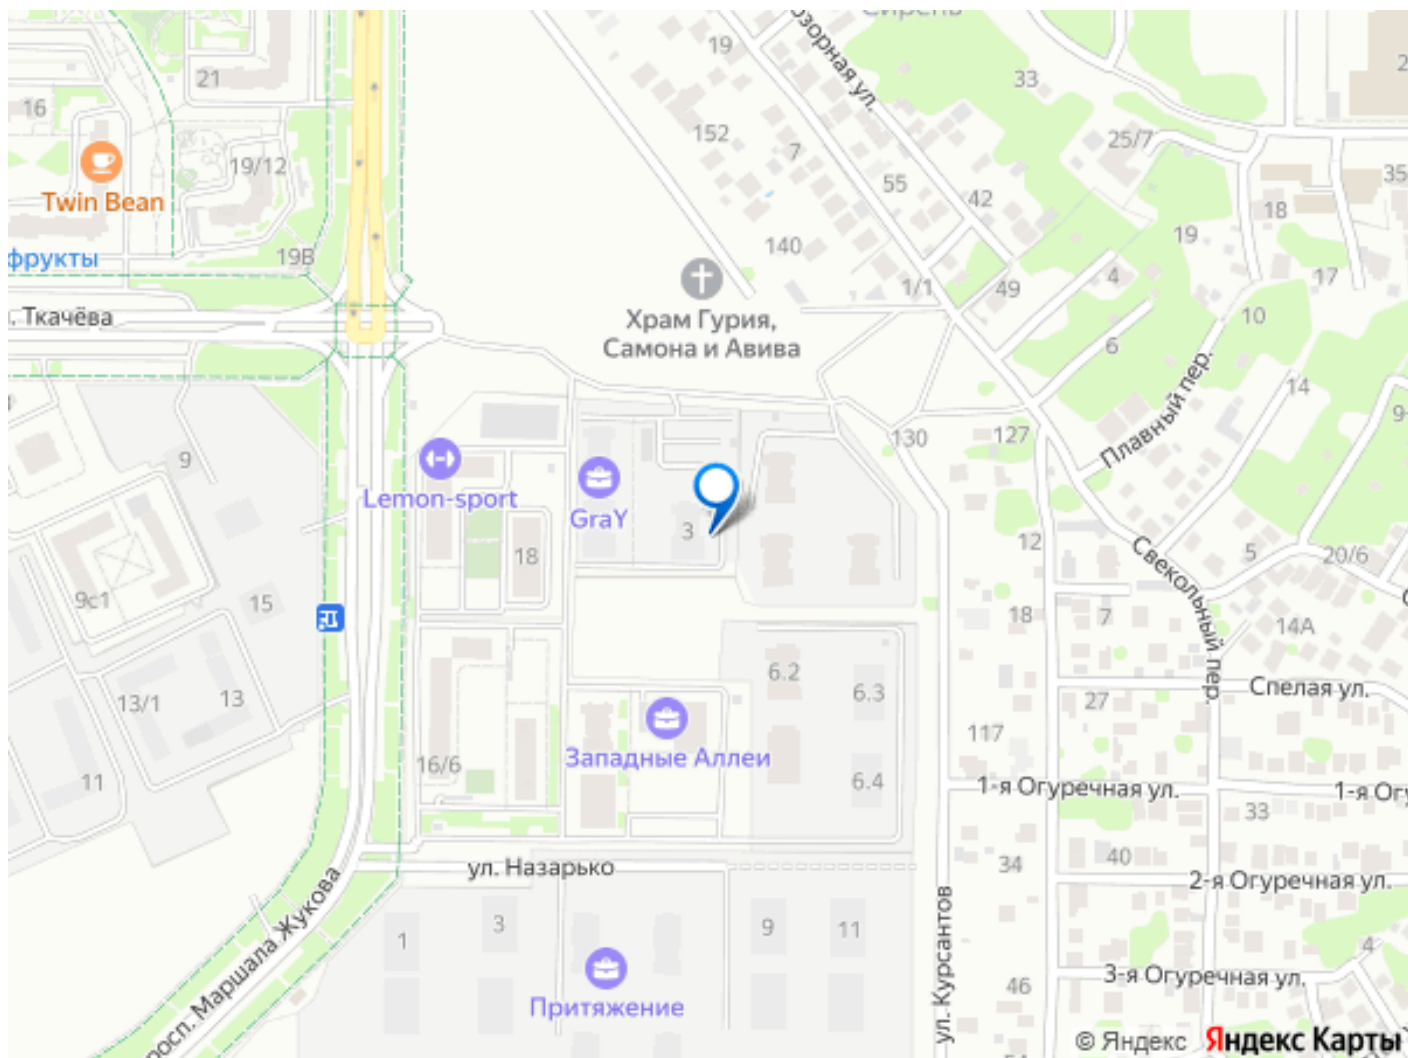 Сирень
озорная ул.
19
33
21
16
152
7
25/7
35
19/12
Twin Bean
55
42
18
19
140
19В
фрукты
17
4
1/1
49
10
Ткачёва
Храм Гурия,
Самона и Авива
6
14
Плавный пер.
9
130
127
9
Lemon-sport
GraY
3
18
12
5
20/6
Свекольный пер.
9с1
15
18
7
14А
13/1
13
6.2
6.3
Спелая ул.
27
117
Западные Аллеи
16/6
11
6.4
1-я Огуречная ул.
1-я Огу
33
ул. Назарько
34
40
2-я Огуречная ул.
просп. Маршала Жукова
1
3
9
11
ул. Курсантов
4
46
3-я Огуречная ул.
Притяжение
© Яндекс Яндекс Карты